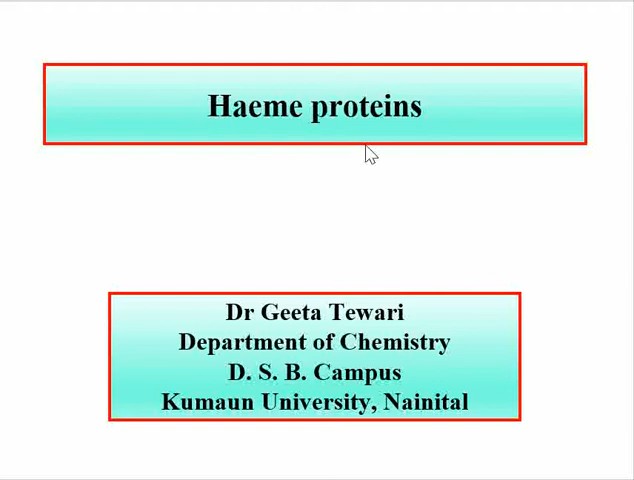 Haeme proteins
Dr Geeta Tewari
Department of Chemistry
D. S. B. Campus
Kumaun University, Nainital